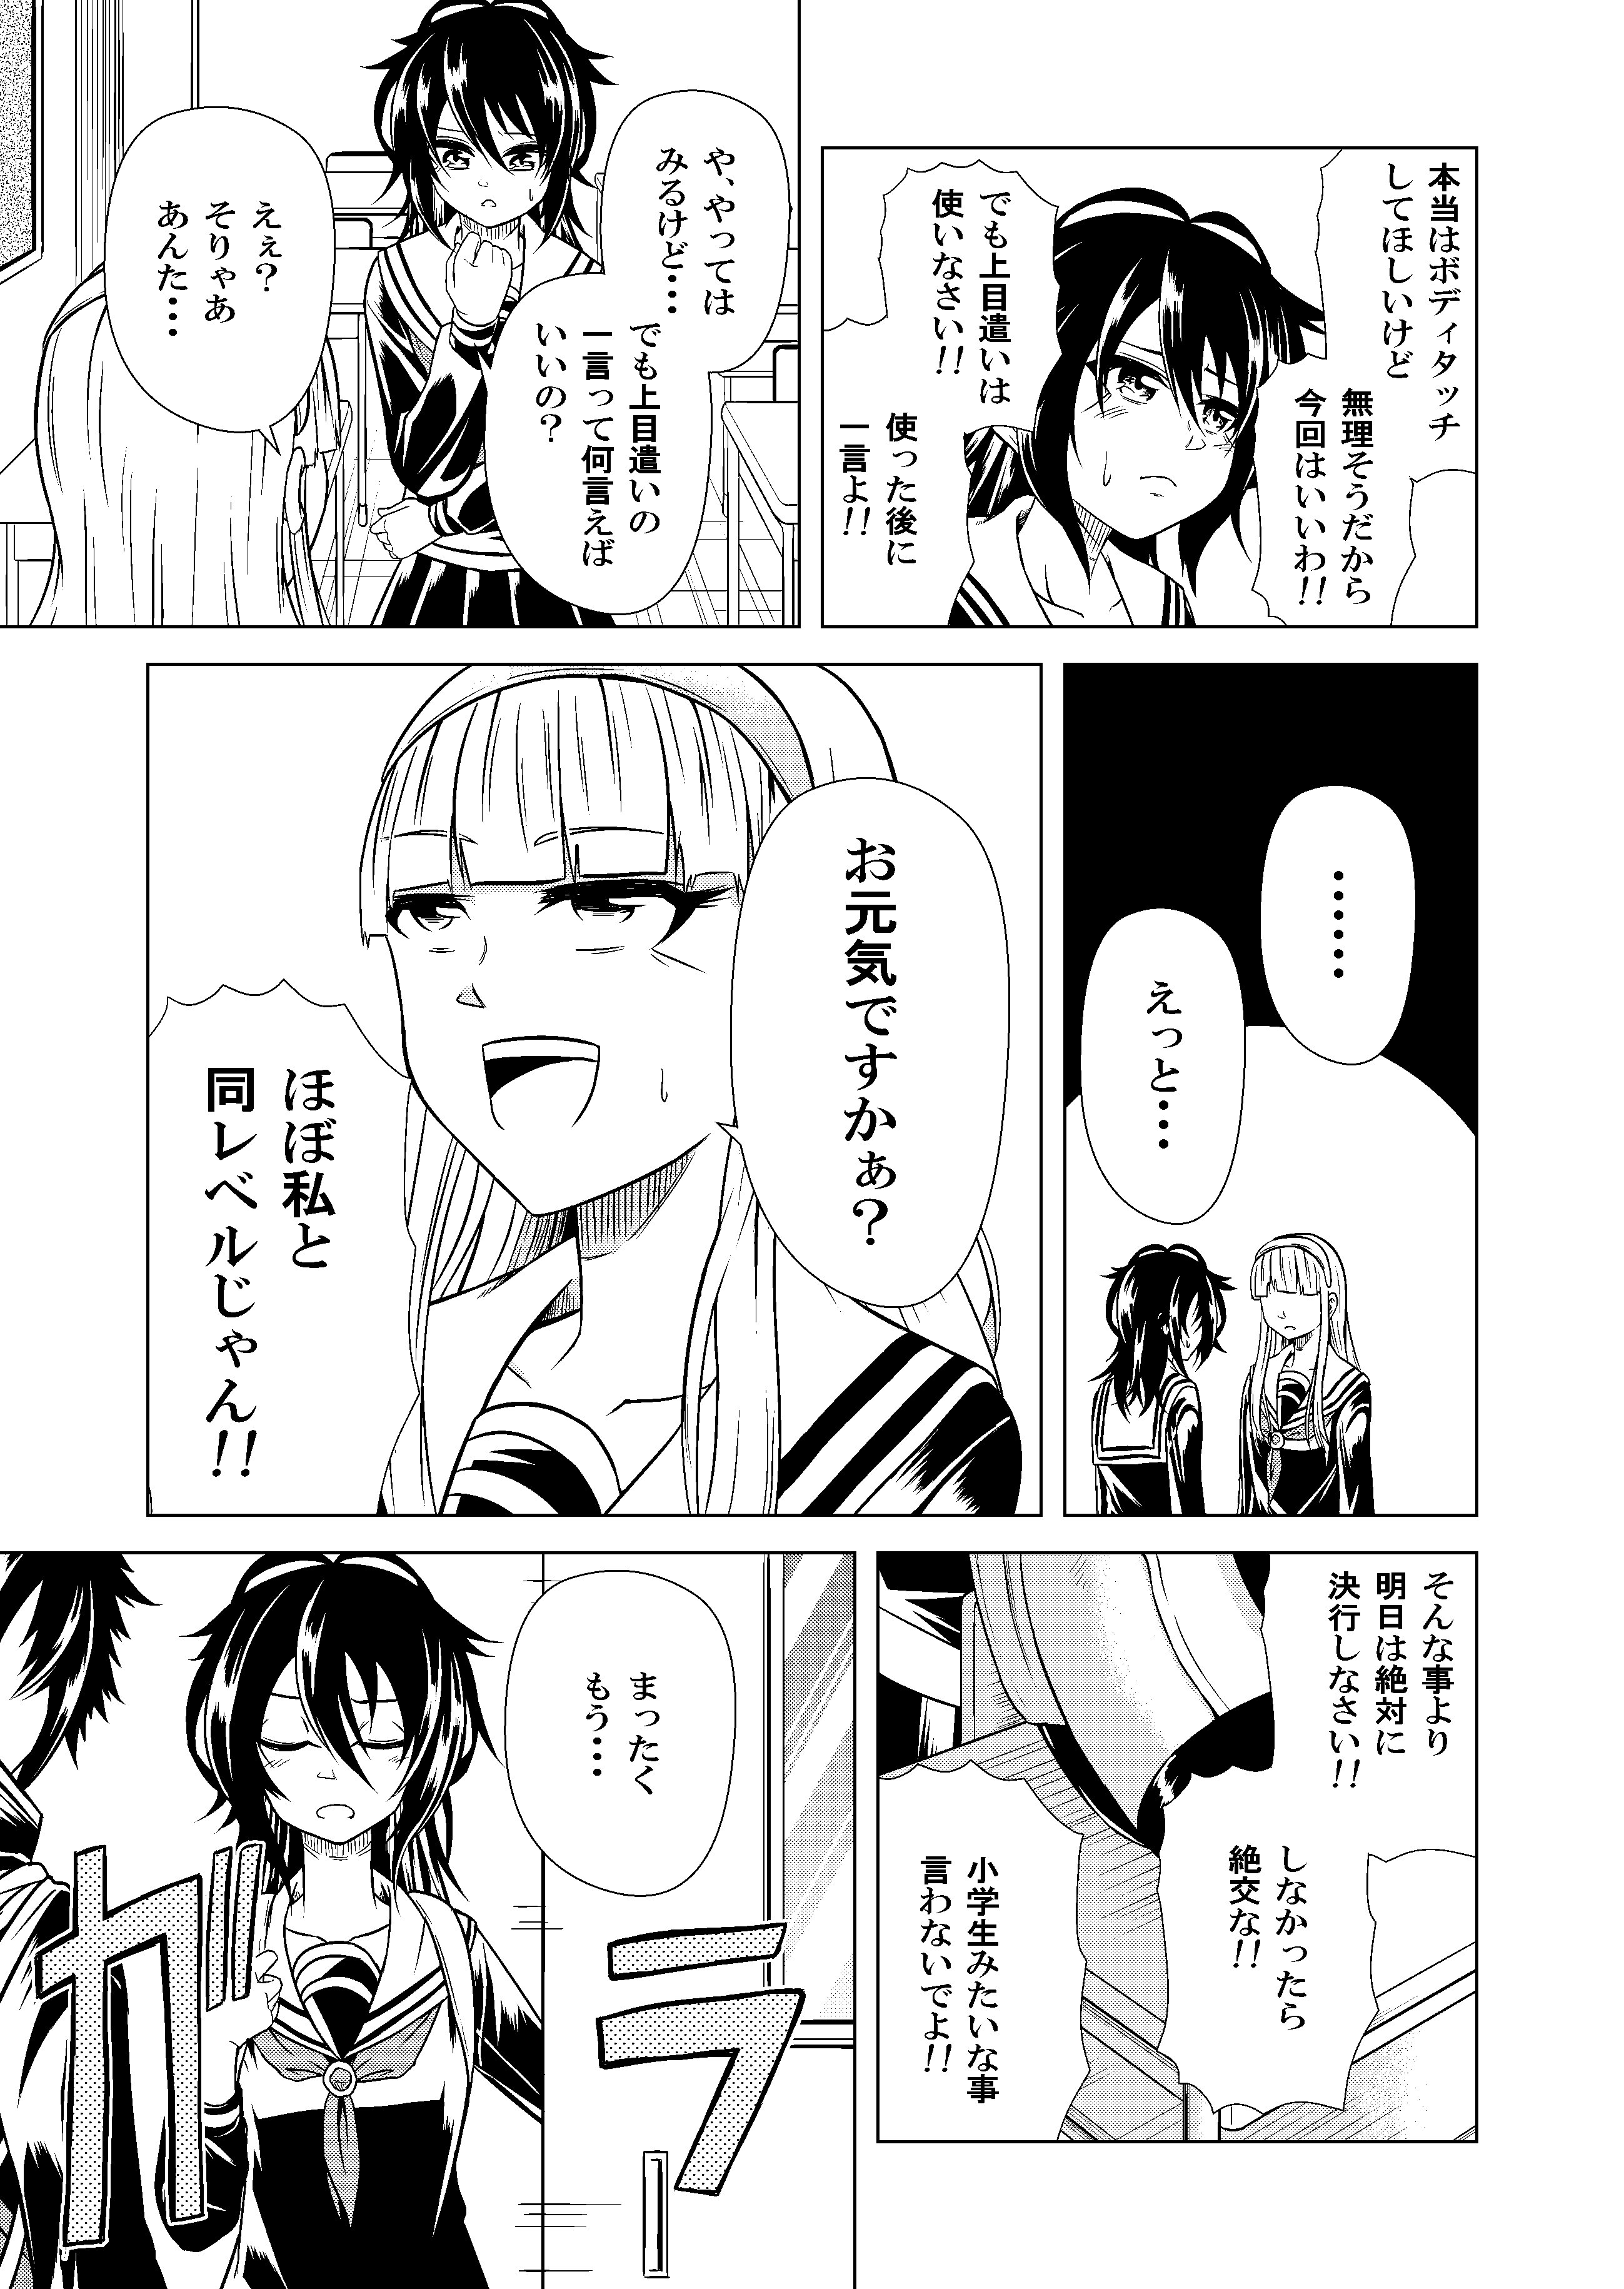 本当はボディタッチ
してほしいけど
無理そうだから
今回はいいわ!!
でも上目遣いは
使いなさい!!
使った後に
一言よ!!
や、やっては
みるけど・・・
でも上目遣いの
一言って何言えば
いいの?
えぇ?
そりゃあ
あんた・・・
・・・・・・
えっと・・・
お元気ですかぁ?
ほぼ私と
同レベルじゃん!!
そんな事より
明日は絶対に
決行しなさい!!
しなかったら
絶交な!!
小学生みたいな事
言わないでよ!!
まったく
もう・・・
ガラ